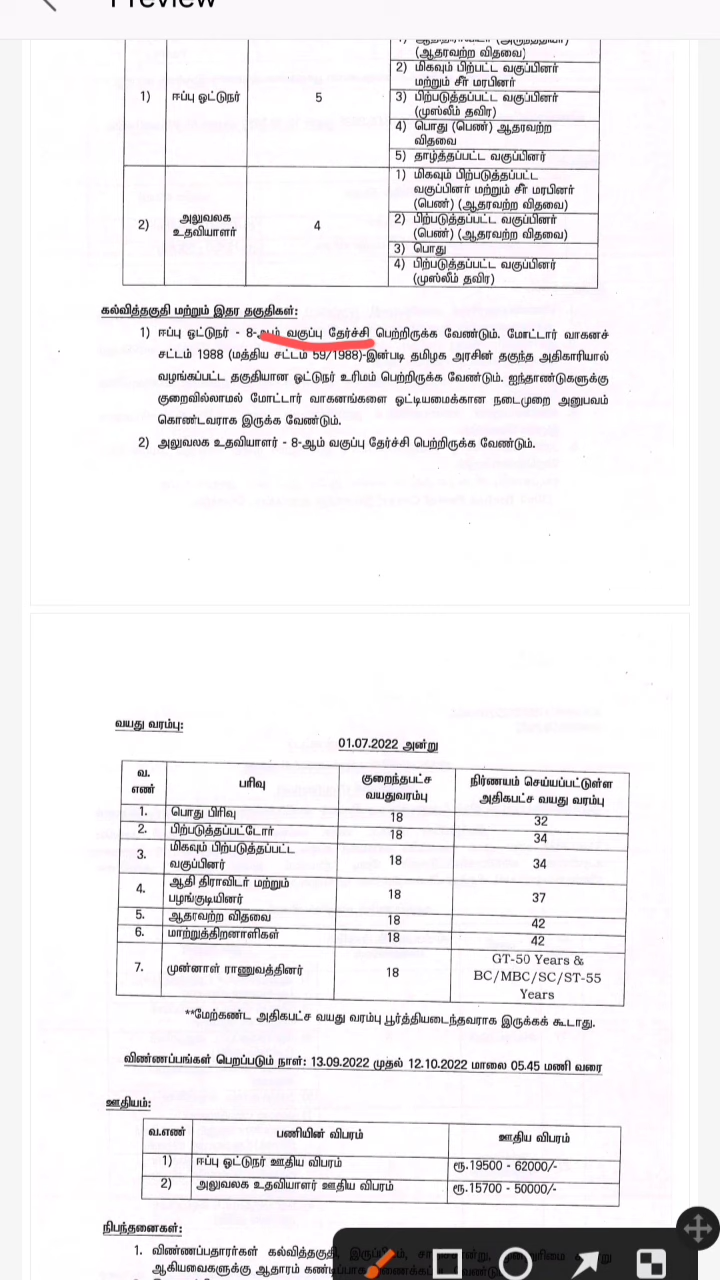 Preview
(ஆதரவற்ற விதவை)
1) ஈப்பு ஓட்டுநர் 5
2) மிகவும் பிற்பட்ட வகுப்பினர்
மற்றும் சீர் மரபினர்
3) பிற்படுத்தப்பட்ட வகுப்பினர்
(முஸ்லீம் தவிர)
4) பொது (பெண்) ஆதரவற்ற
விதவை
5) தாழ்த்தப்பட்ட வகுப்பினர்
2) அலுவலக
உதவியாளர் 4
1) மிகவும் பிற்படுத்தப்பட்ட
வகுப்பினர் மற்றும் சீர் மரபினர்
(பெண்) (ஆதரவற்ற விதவை)
2) பிற்படுத்தப்பட்ட வகுப்பினர்
(பெண்) (ஆதரவற்ற விதவை)
3) பொது
4) பிற்படுத்தப்பட்ட வகுப்பினர்
(முஸ்லீம் தவிர)
கல்வித்தகுதி மற்றும் இதர தகுதிகள்:
1) ஈப்பு ஓட்டுநர் - 8-ஆம் வகுப்பு தேர்ச்சி பெற்றிருக்க வேண்டும். மோட்டார் வாகனச்
சட்டம் 1988 (மத்திய சட்டம் 59/1988)-இன்படி தமிழக அரசின் தகுந்த அதிகாரியால்
வழங்கப்பட்ட தகுதியான ஓட்டுநர் உரிமம் பெற்றிருக்க வேண்டும். ஐந்தாண்டுகளுக்கு
குறைவில்லாமல் மோட்டார் வாகனங்களை ஓட்டியமைக்கான நடைமுறை அனுபவம்
கொண்டவராக இருக்க வேண்டும்.
2) அலுவலக உதவியாளர் - 8-ஆம் வகுப்பு தேர்ச்சி பெற்றிருக்க வேண்டும்.
வயது வரம்பு:
01.07.2022 அன்று
வ.
எண் பரிவு குறைந்தபட்ச
வயதுவரம்பு நிர்ணயம் செய்யப்பட்டுள்ள
அதிகபட்ச வயது வரம்பு
1. பொது பிரிவு 18 32
2. பிற்படுத்தப்பட்டோர் 18 34
3. மிகவும் பிற்படுத்தப்பட்ட
வகுப்பினர் 18 34
4. ஆதி திராவிடர் மற்றும்
பழங்குடியினர் 18 37
5. ஆதரவற்ற விதவை 18 42
6. மாற்றுத்திறனாளிகள் 18 42
7. முன்னாள் ராணுவத்தினர் 18 GT-50 Years &
BC/MBC/SC/ST-55
Years
**மேற்கண்ட அதிகபட்ச வயது வரம்பு பூர்த்தியடைந்தவராக இருக்கக் கூடாது.
விண்ணப்பங்கள் பெறப்படும் நாள்: 13.09.2022 முதல் 12.10.2022 மாலை 05.45 மணி வரை
ஊதியம்:
வ.எண் பணியின் விபரம் ஊதிய விபரம்
1) ஈப்பு ஓட்டுநர் ஊதிய விபரம் ரூ.19500 - 62000/-
2) அலுவலக உதவியாளர் ஊதிய விபரம் ரூ.15700 - 50000/-
நிபந்தனைகள்:
1. விண்ணப்பதாரர்கள் கல்வித்தகுதி,
ஆகியவைகளுக்கு ஆதாரம்